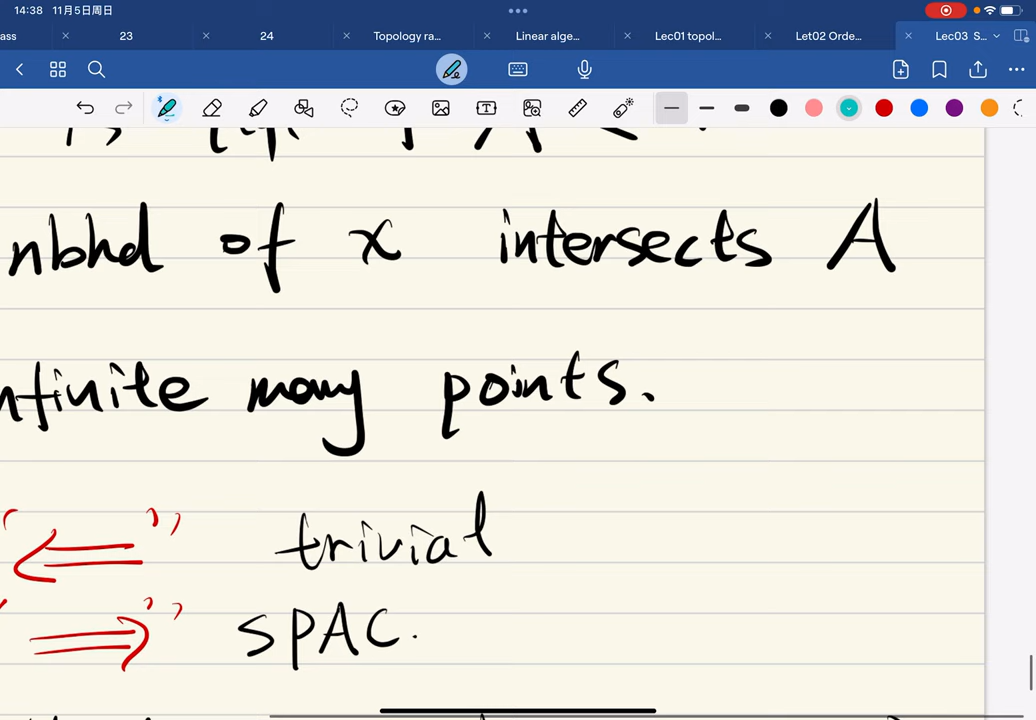 14:38 11月5日周日
ass
23
24
Topology ra...
Linear alge...
Lec01 topol...
Let02 Orde...
Lec03 S...
T
nbhd of x intersects A
nfinite many points.
"⇐" trivial
"⇒" SPAC.